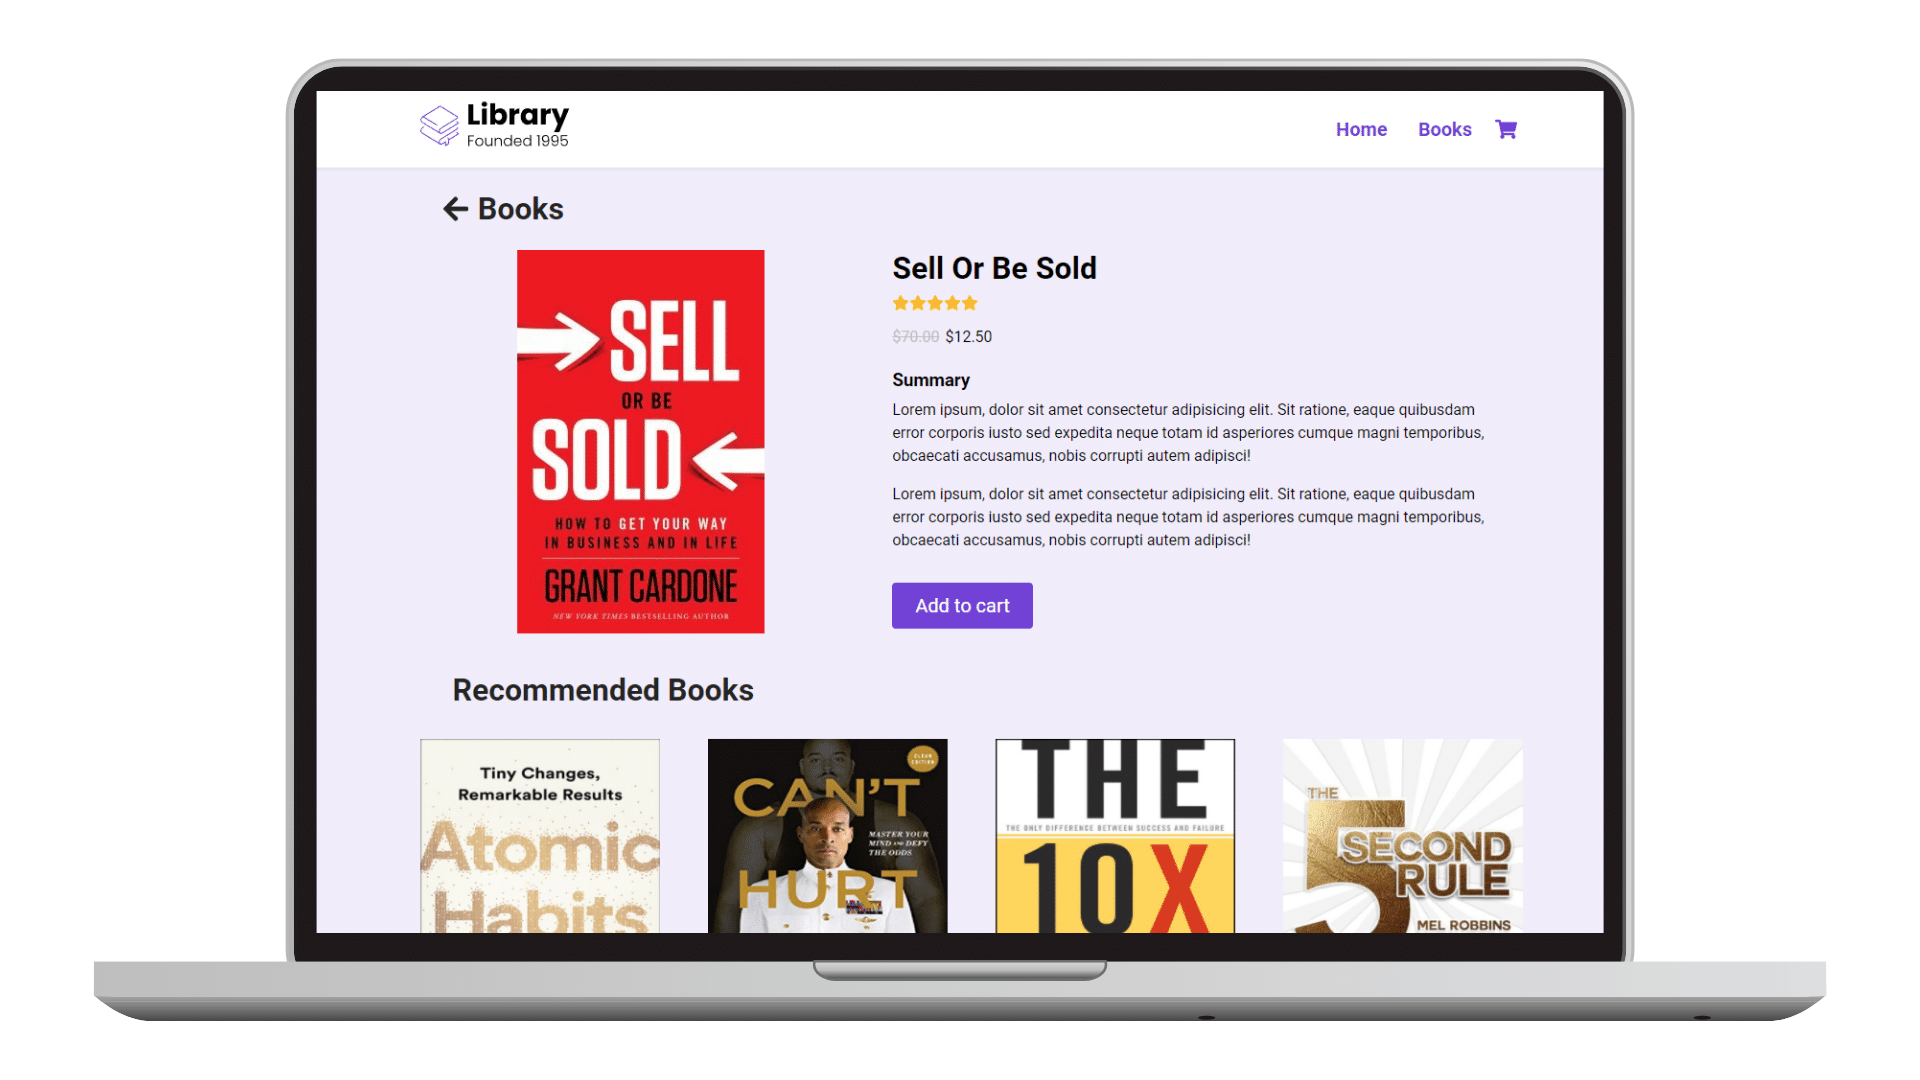 Library
Founded 1995
Home
Books
Books
SELL
OR BE
SOLD
HOW TO GET YOUR WAY
IN BUSINESS AND IN LIFE
GRANT CARDONE
NEW YORK TIMES BESTSELLING AUTHOR
Sell Or Be Sold
$70.00 $12.50
Summary
Lorem ipsum, dolor sit amet consectetur adipisicing elit. Sit ratione, eaque quibusdam
error corporis iusto sed expedita neque totam id asperiores cumque magni temporibus,
obcaecati accusamus, nobis corrupti autem adipisci!
Lorem ipsum, dolor sit amet consectetur adipisicing elit. Sit ratione, eaque quibusdam
error corporis iusto sed expedita neque totam id asperiores cumque magni temporibus,
obcaecati accusamus, nobis corrupti autem adipisci!
Add to cart
Recommended Books
Tiny Changes,
Remarkable Results
Atomic
Habits
CLEAN
EDITION
CAN'T
MASTER YOUR
MIND AND DEFY
THE ODDS
HURT
THE
THE ONLY DIFFERENCE BETWEEN SUCCESS AND FAILURE
10X
THE
5
SECOND
RULE
MEL ROBBINS